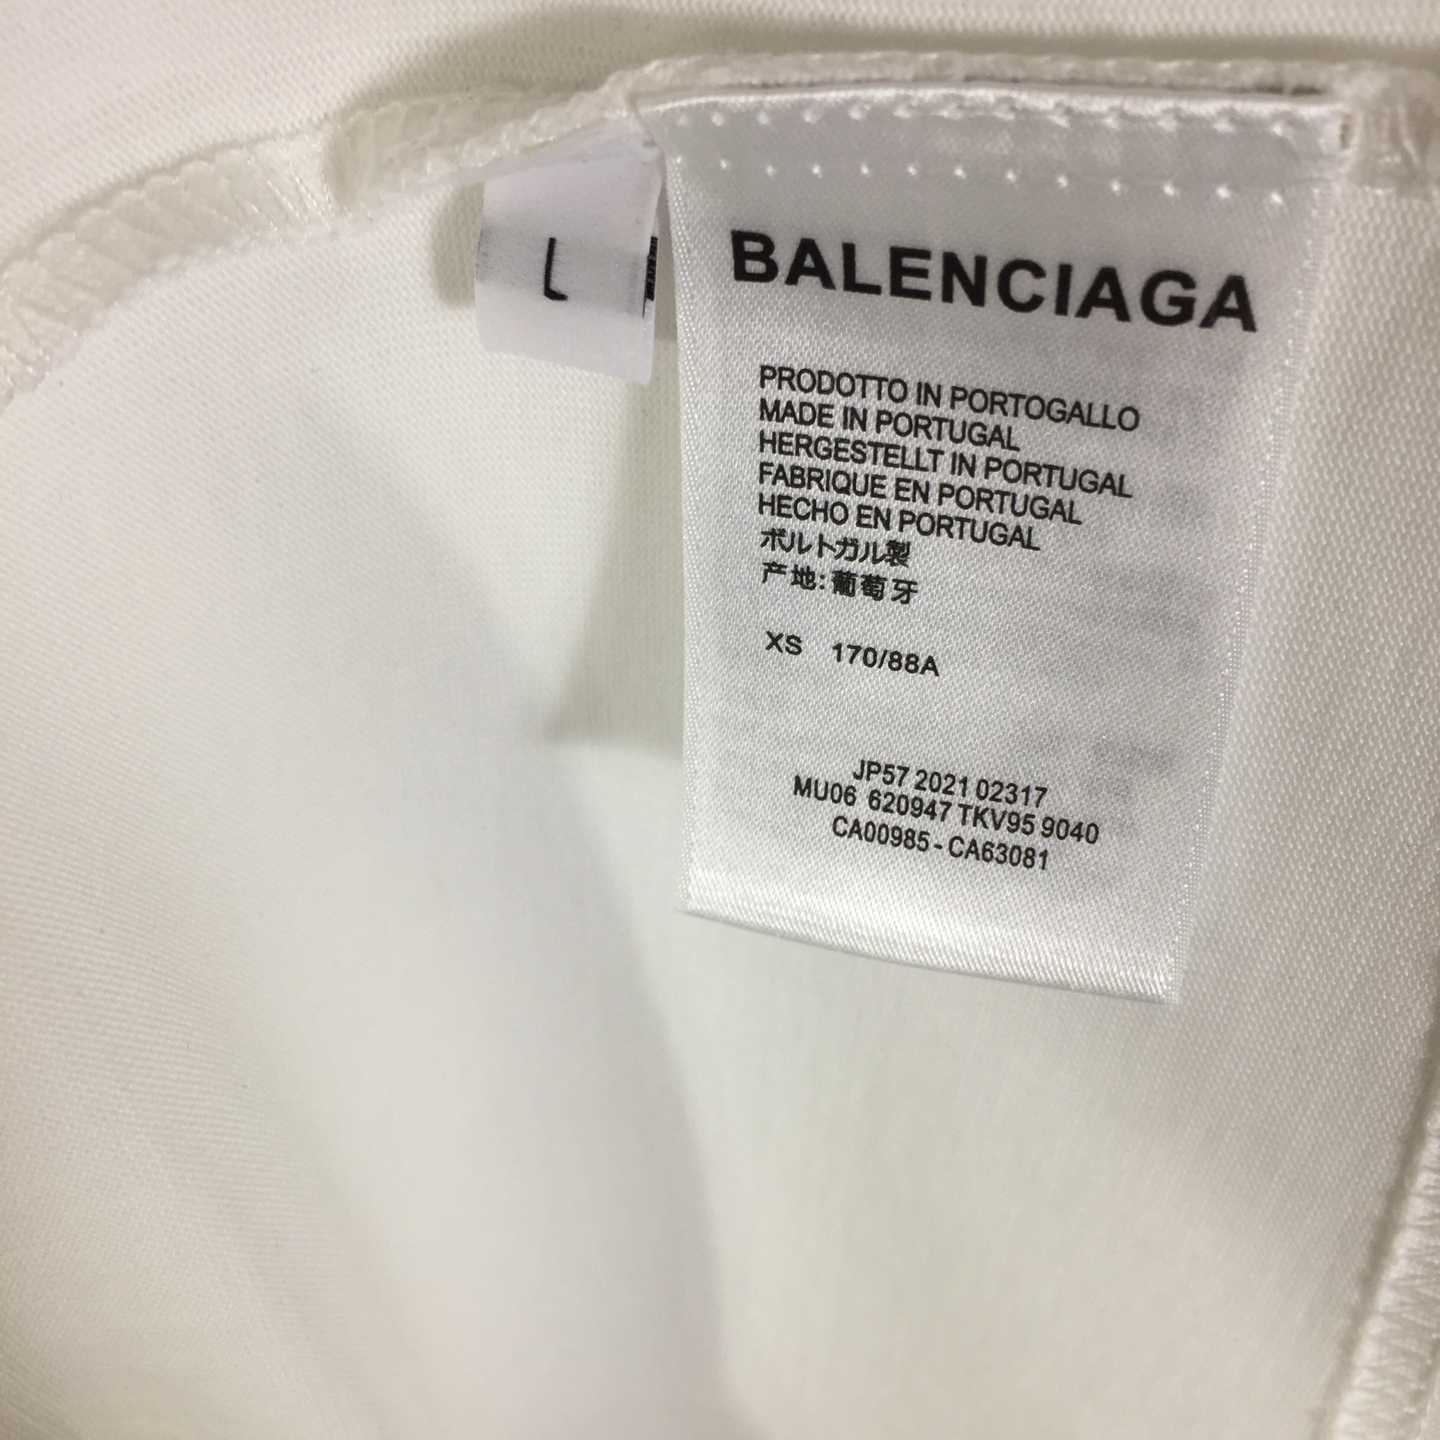 L
BALENCIAGA
PRODOTTO IN PORTOGALLO
MADE IN PORTUGAL
HERGESTELLT IN PORTUGAL
FABRIQUE EN PORTUGAL
HECHO EN PORTUGAL
ポルトガル製
产地:葡萄牙
XS 170/88A
JP57 2021 02317
MU06 620947 TKV95 9040
CA00985 - CA63081